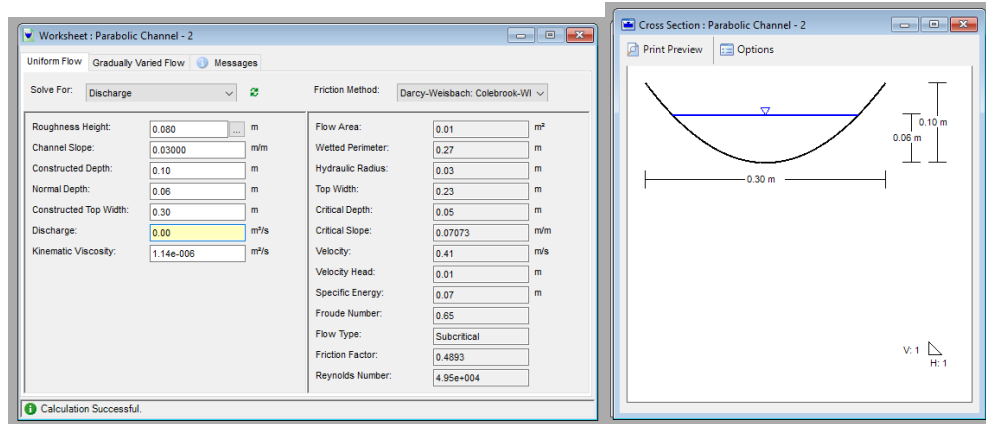 Worksheet : Parabolic Channel - 2
Uniform Flow Gradually Varied Flow Messages
Solve For: Discharge Friction Method: Darcy-Weisbach: Colebrook-WI
Roughness Height: 0.080 ... m Flow Area: 0.01 m²
Channel Slope: 0.03000 m/m Wetted Perimeter: 0.27 m
Constructed Depth: 0.10 m Hydraulic Radius: 0.03 m
Normal Depth: 0.06 m Top Width: 0.23 m
Constructed Top Width: 0.30 m Critical Depth: 0.05 m
Discharge: 0.00 m³/s Critical Slope: 0.07073 m/m
Kinematic Viscosity: 1.14e-006 m²/s Velocity: 0.41 m/s
Velocity Head: 0.01 m
Specific Energy: 0.07 m
Froude Number: 0.65
Flow Type: Subcritical
Friction Factor: 0.4893
Reynolds Number: 4.95e+004
Calculation Successful.
Cross Section : Parabolic Channel - 2
Print Preview Options
0.10 m
0.06 m
0.30 m
V: 1
H: 1